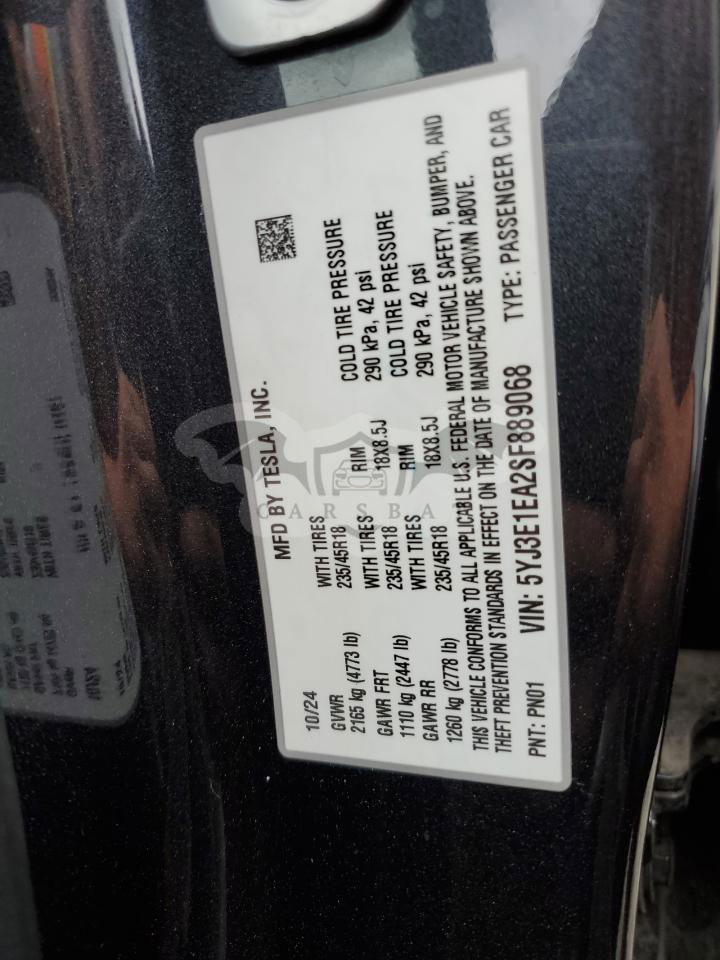 MFD BY TESLA, INC.
10/24
GVWR WITH TIRES RIM COLD TIRE PRESSURE
2165 kg (4773 lb) 235/45R18 18X8.5J 290 kPa, 42 psi
GAWR FRT WITH TIRES RIM COLD TIRE PRESSURE
1110 kg (2447 lb) 235/45R18 18X8.5J 290 kPa, 42 psi
GAWR RR WITH TIRES
1260 kg (2778 lb) 235/45R18
THIS VEHICLE CONFORMS TO ALL APPLICABLE U.S. FEDERAL MOTOR VEHICLE SAFETY, BUMPER, AND
THEFT PREVENTION STANDARDS IN EFFECT ON THE DATE OF MANUFACTURE SHOWN ABOVE.
PNT: PN01 VIN: 5YJ3E1EA2SF889068 TYPE: PASSENGER CAR